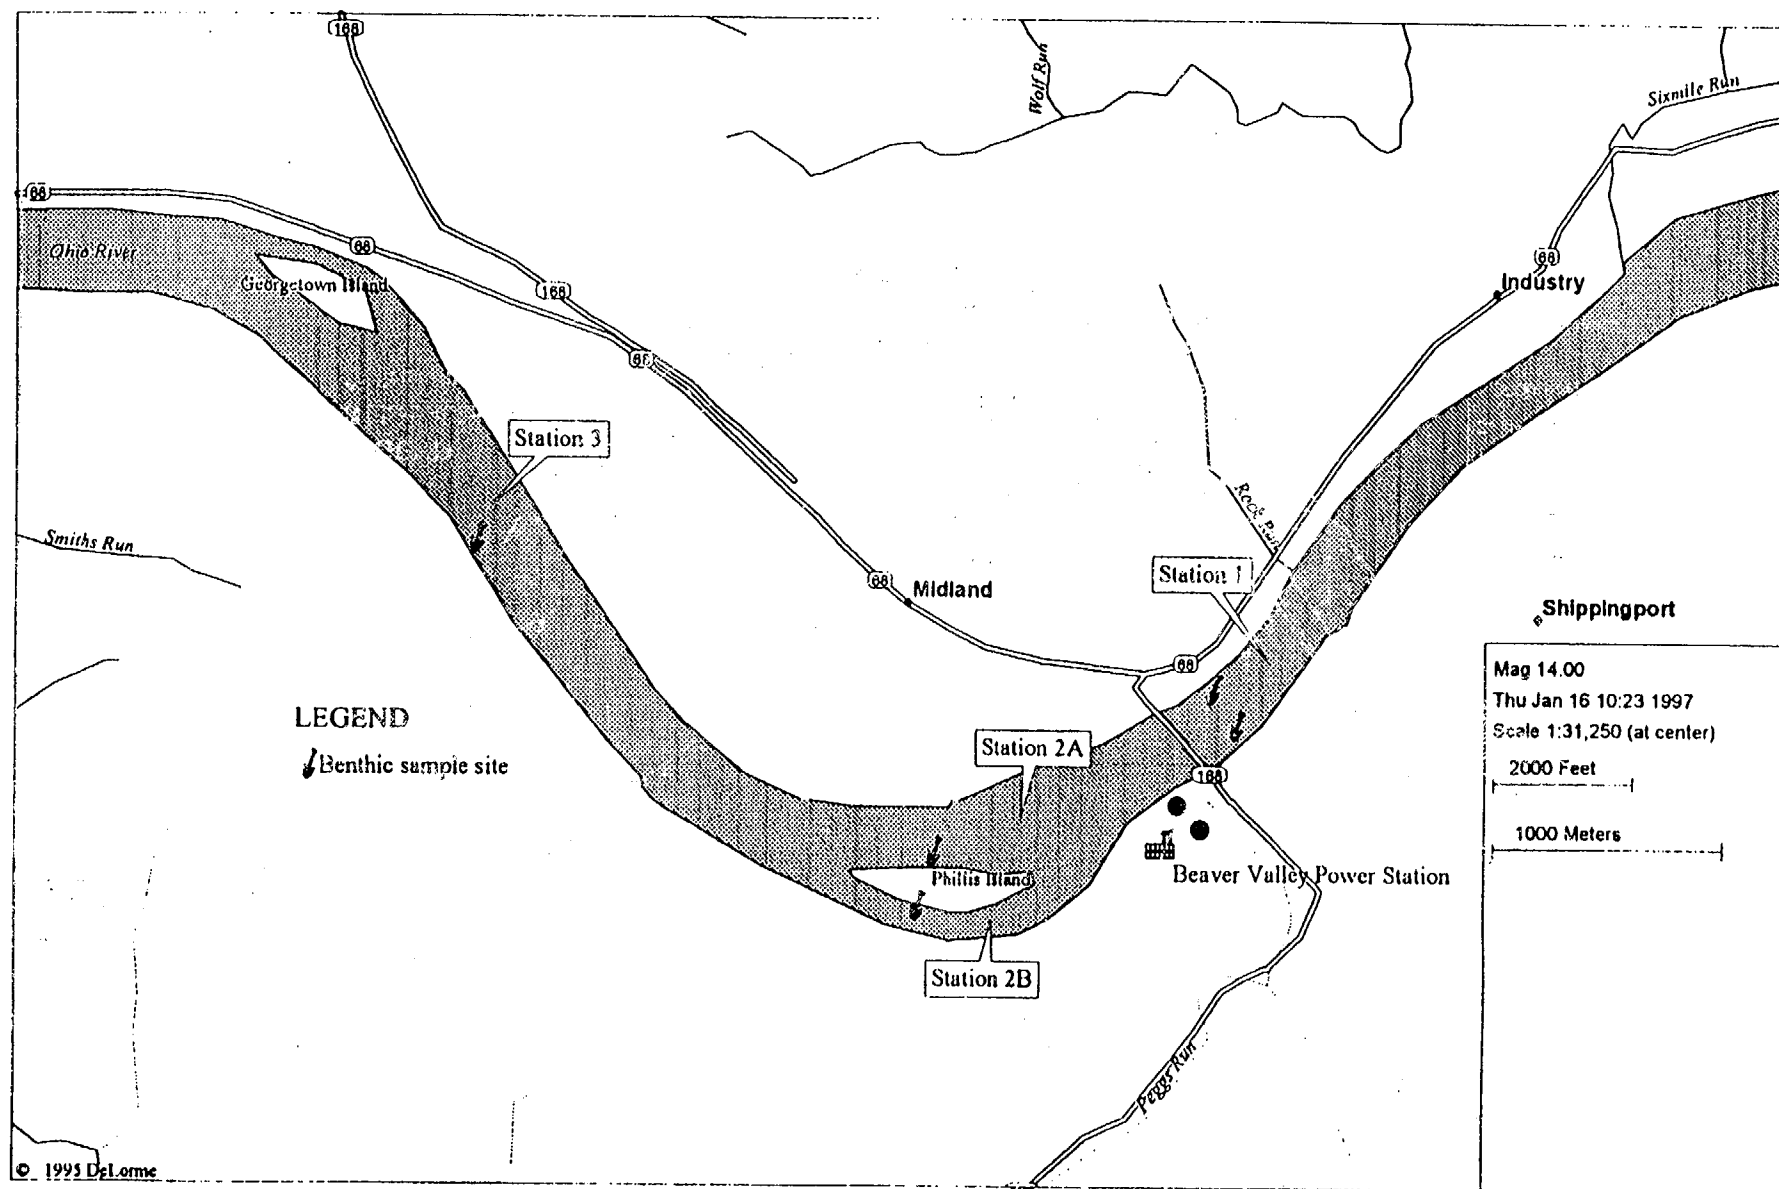 168
Wolf Run
Sixmile Run
68
Ohio River
68
Georgetown Island
168
68
Industry
68
Station 3
Rock Run
Smiths Run
Station 1
68
Midland
Shippingport
68
Mag 14.00
Thu Jan 16 10:23 1997
Scale 1:31,250 (at center)
2000 Feet
1000 Meters
LEGEND
Benthic sample site
Station 2A
168
Phillis Island
Beaver Valley Power Station
Station 2B
Peggs Run
© 1995 DeLorme